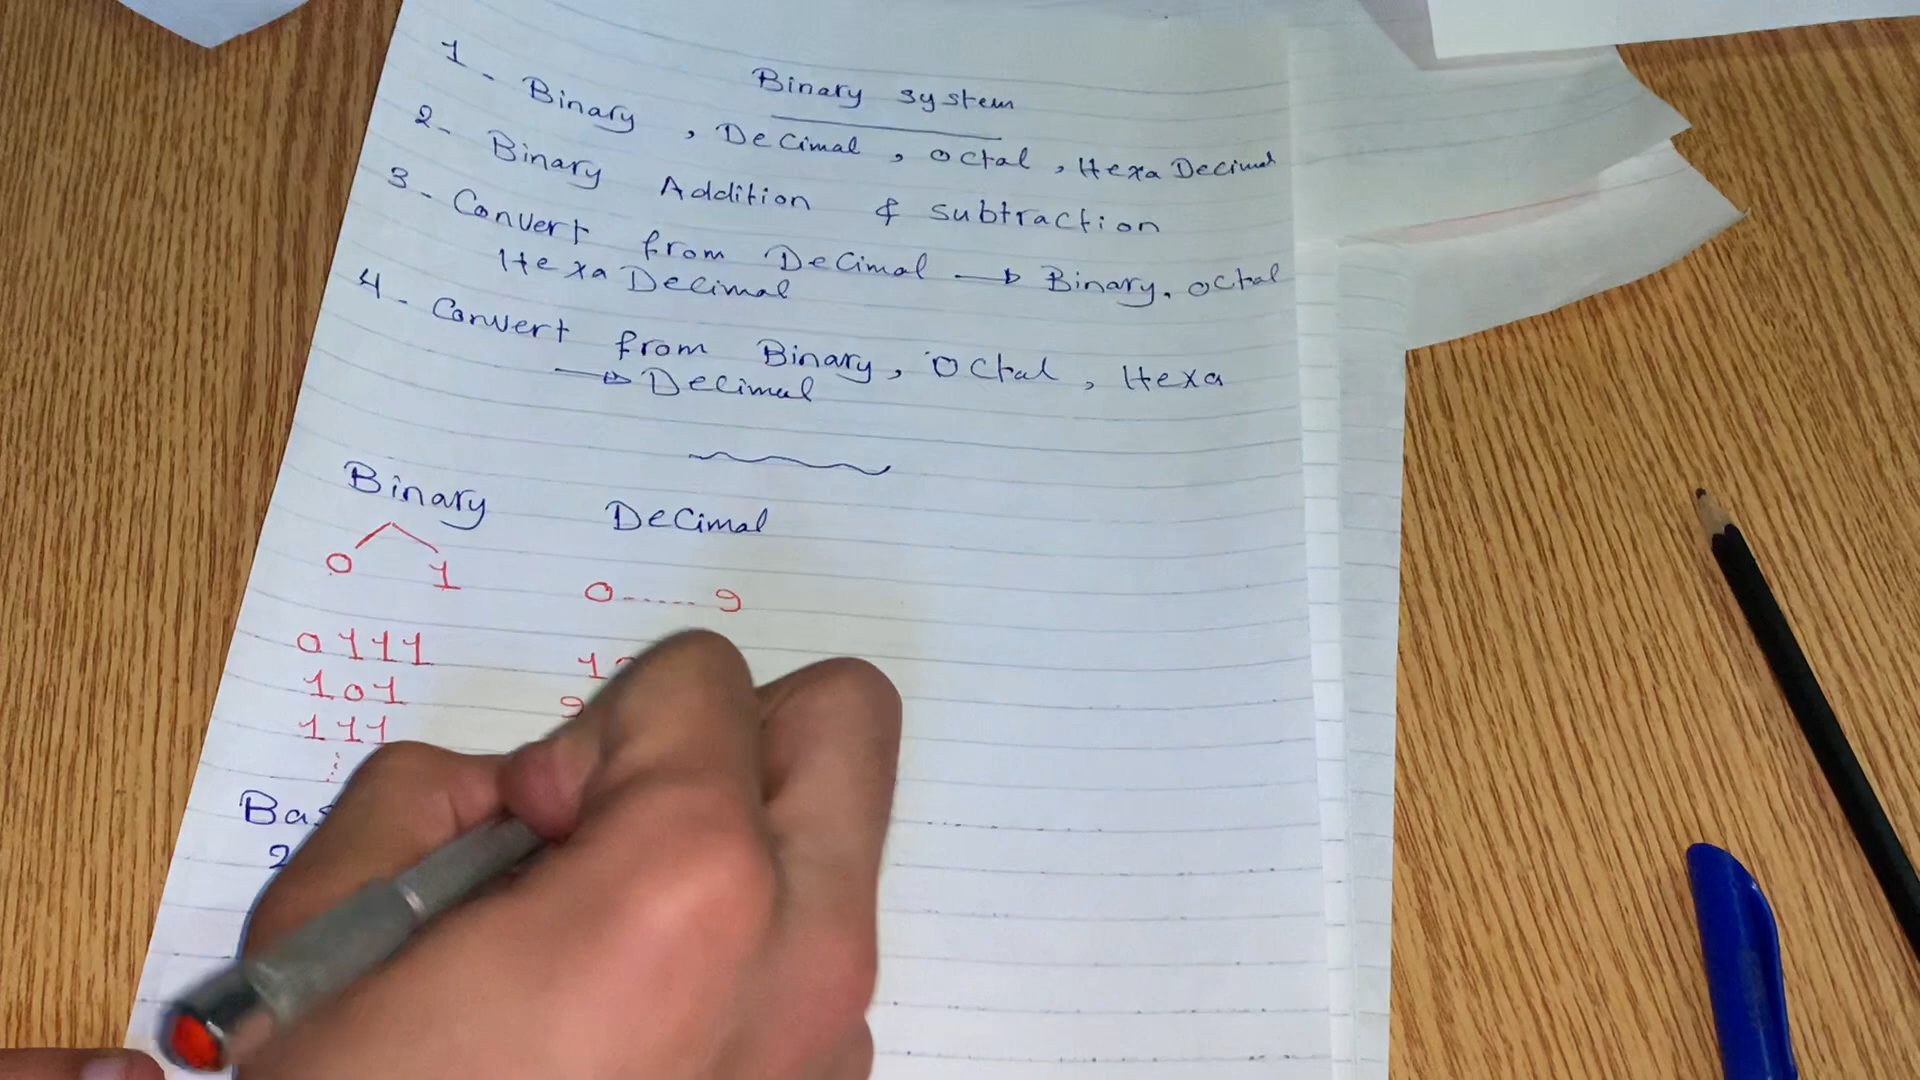 Binary system
1- Binary, Decimal, octal, Hexa Decimal
2- Binary Addition & subtraction
3- Convert from Decimal → Binary. octal
Hexa Decimal
4- Convert from Binary, Octal, Hexa
→ Decimal
Binary Decimal
0 1 0......9
0111
101
111
2